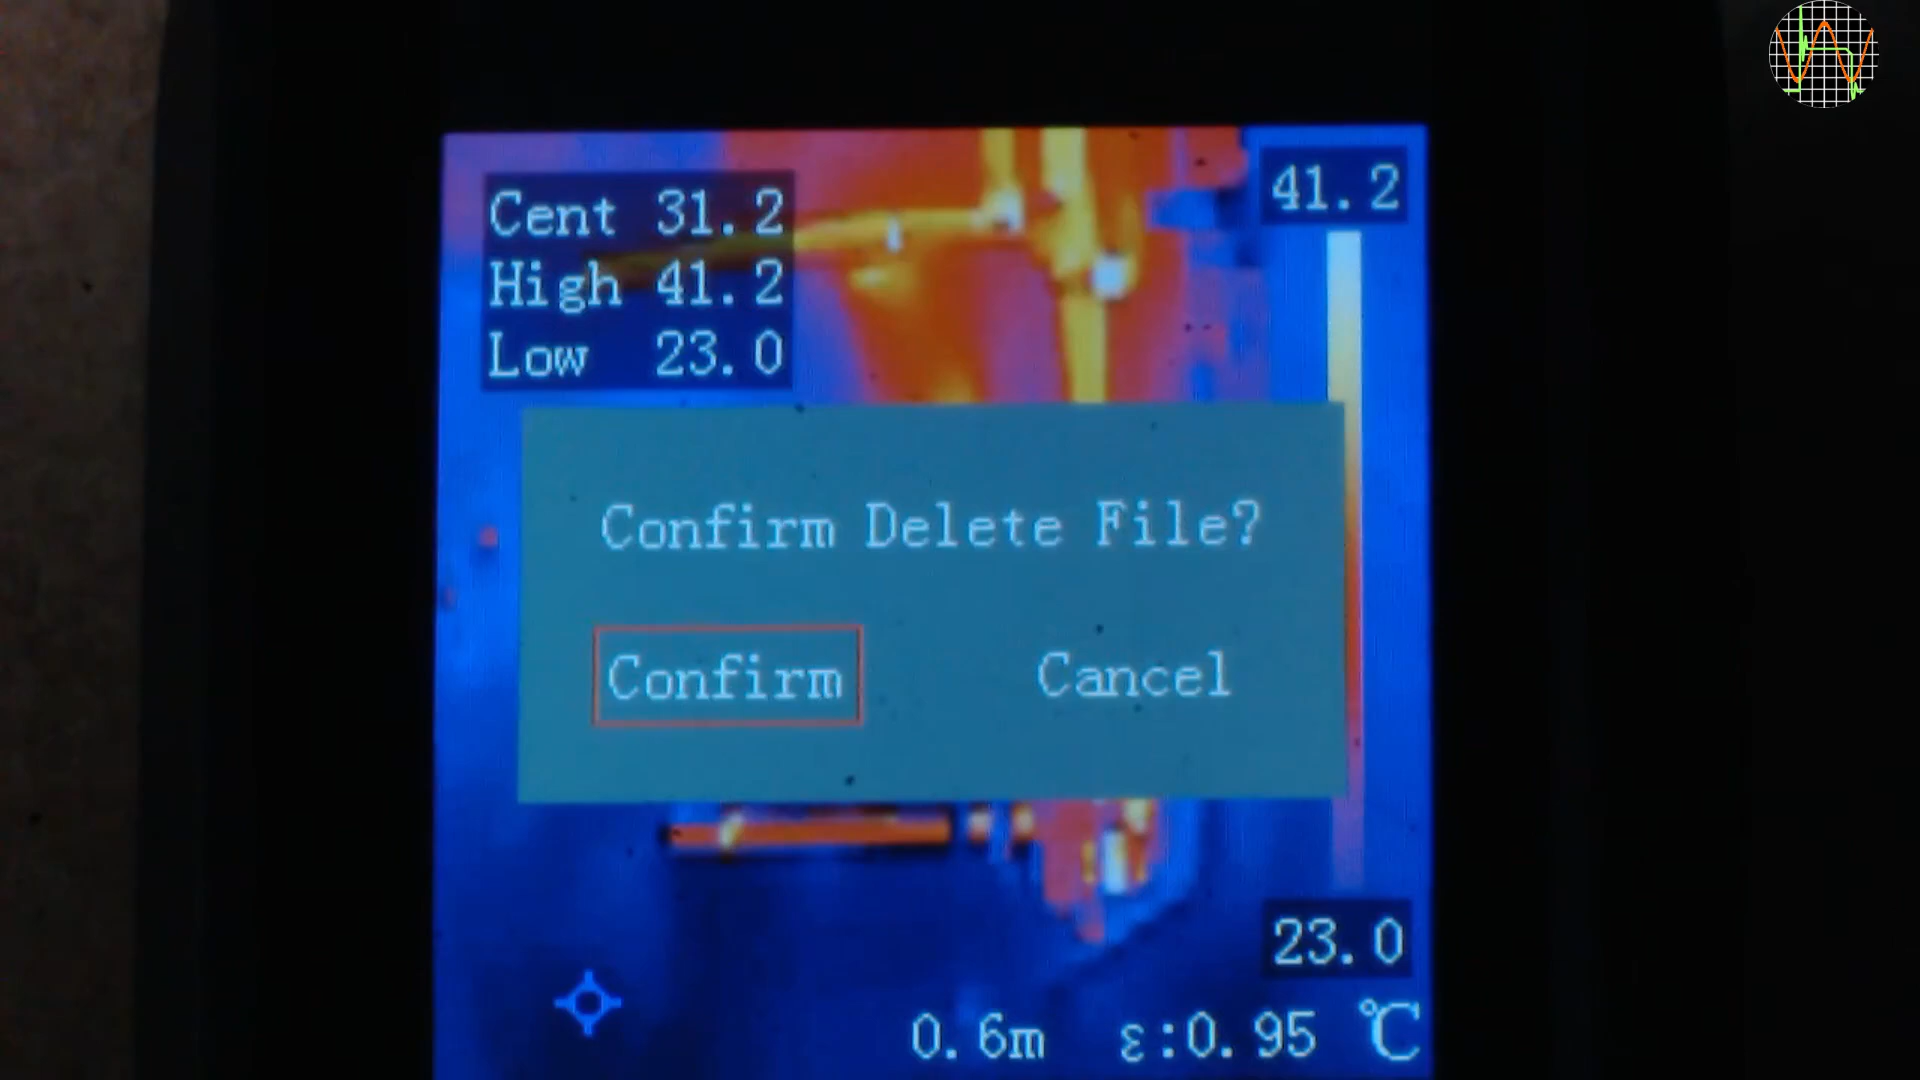 Cent 31.2
High 41.2
Low 23.0
41.2
Confirm Delete File?
Confirm Cancel
23.0
0.6m ε:0.95 ℃